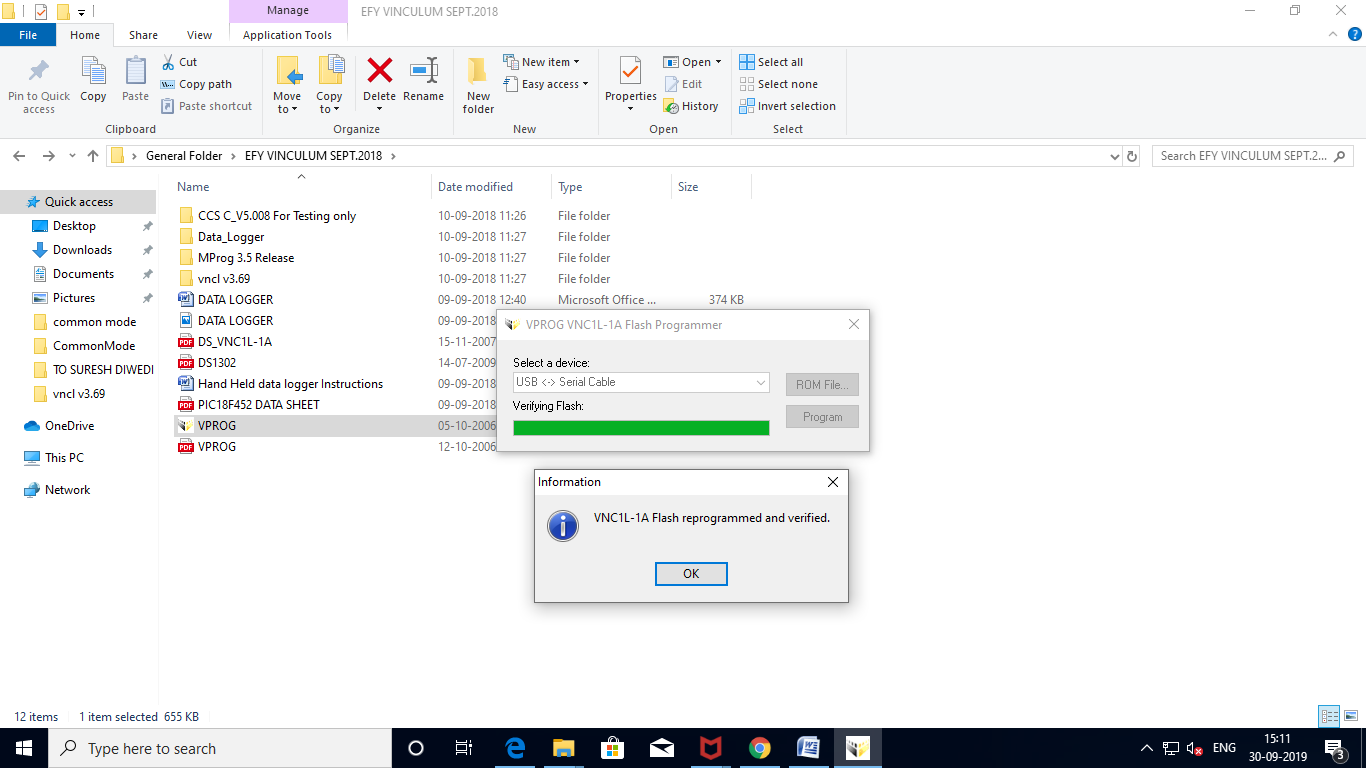 Manage
EFY VINCULUM SEPT.2018
File
Home
Share
View
Application Tools
Pin to Quick access
Copy
Paste
Cut
Copy path
Paste shortcut
Clipboard
Move to
Copy to
Delete
Rename
Organize
New folder
New item
Easy access
New
Properties
Open
Edit
History
Open
Select all
Select none
Invert selection
Select
General Folder > EFY VINCULUM SEPT.2018 >
Search EFY VINCULUM SEPT.2...
Quick access
Desktop
Downloads
Documents
Pictures
common mode
CommonMode
TO SURESH DIWEDI
vncl v3.69
OneDrive
This PC
Network
Name Date modified Type Size
CCS C_V5.008 For Testing only 10-09-2018 11:26 File folder
Data_Logger 10-09-2018 11:27 File folder
MProg 3.5 Release 10-09-2018 11:27 File folder
vncl v3.69 10-09-2018 11:27 File folder
DATA LOGGER 09-09-2018 12:40 Microsoft Office ... 374 KB
DATA LOGGER 09-09-2018
PDF DS_VNC1L-1A 15-11-2007
PDF DS1302 14-07-2009
Hand Held data logger Instructions 09-09-2018
PDF PIC18F452 DATA SHEET 09-09-2018
VPROG 05-10-2006
PDF VPROG 12-10-2006
VPROG VNC1L-1A Flash Programmer
Select a device:
USB <-> Serial Cable
ROM File...
Verifying Flash:
Program
Information
VNC1L-1A Flash reprogrammed and verified.
OK
12 items 1 item selected 655 KB
Type here to search
ENG
15:11
30-09-2019
3